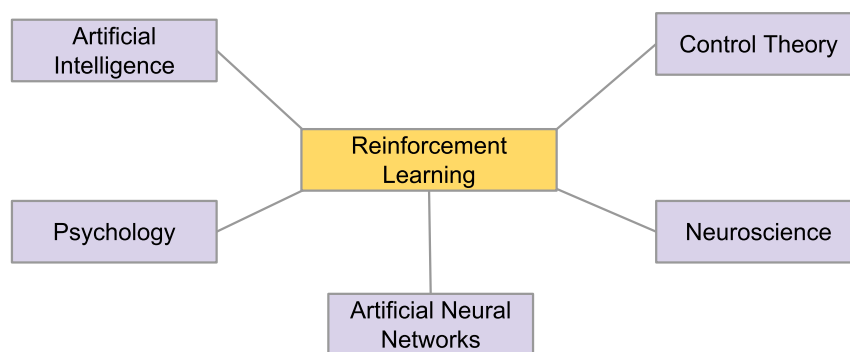 Artificial
Intelligence
Control Theory
Reinforcement
Learning
Psychology
Neuroscience
Artificial Neural
Networks